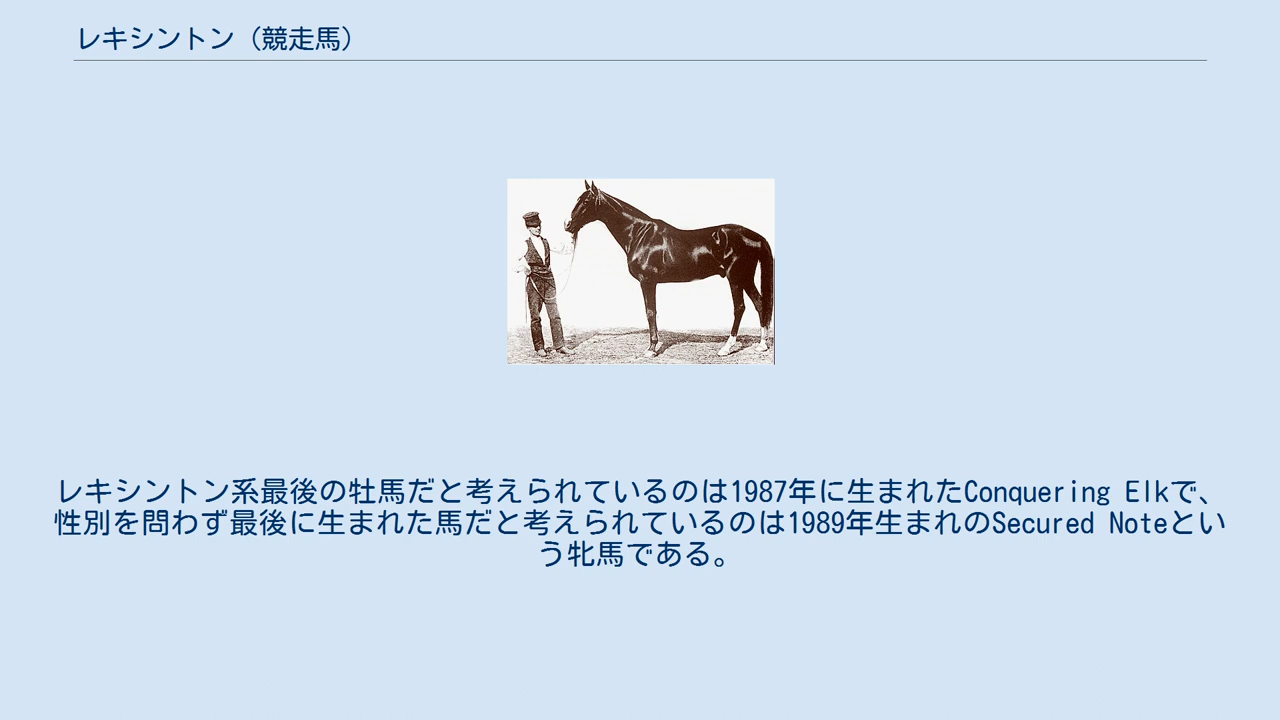 レキシントン（競走馬）
レキシントン系最後の牡馬だと考えられているのは1987年に生まれたConquering Elkで、
性別を問わず最後に生まれた馬だと考えられているのは1989年生まれのSecured Noteとい
う牝馬である。